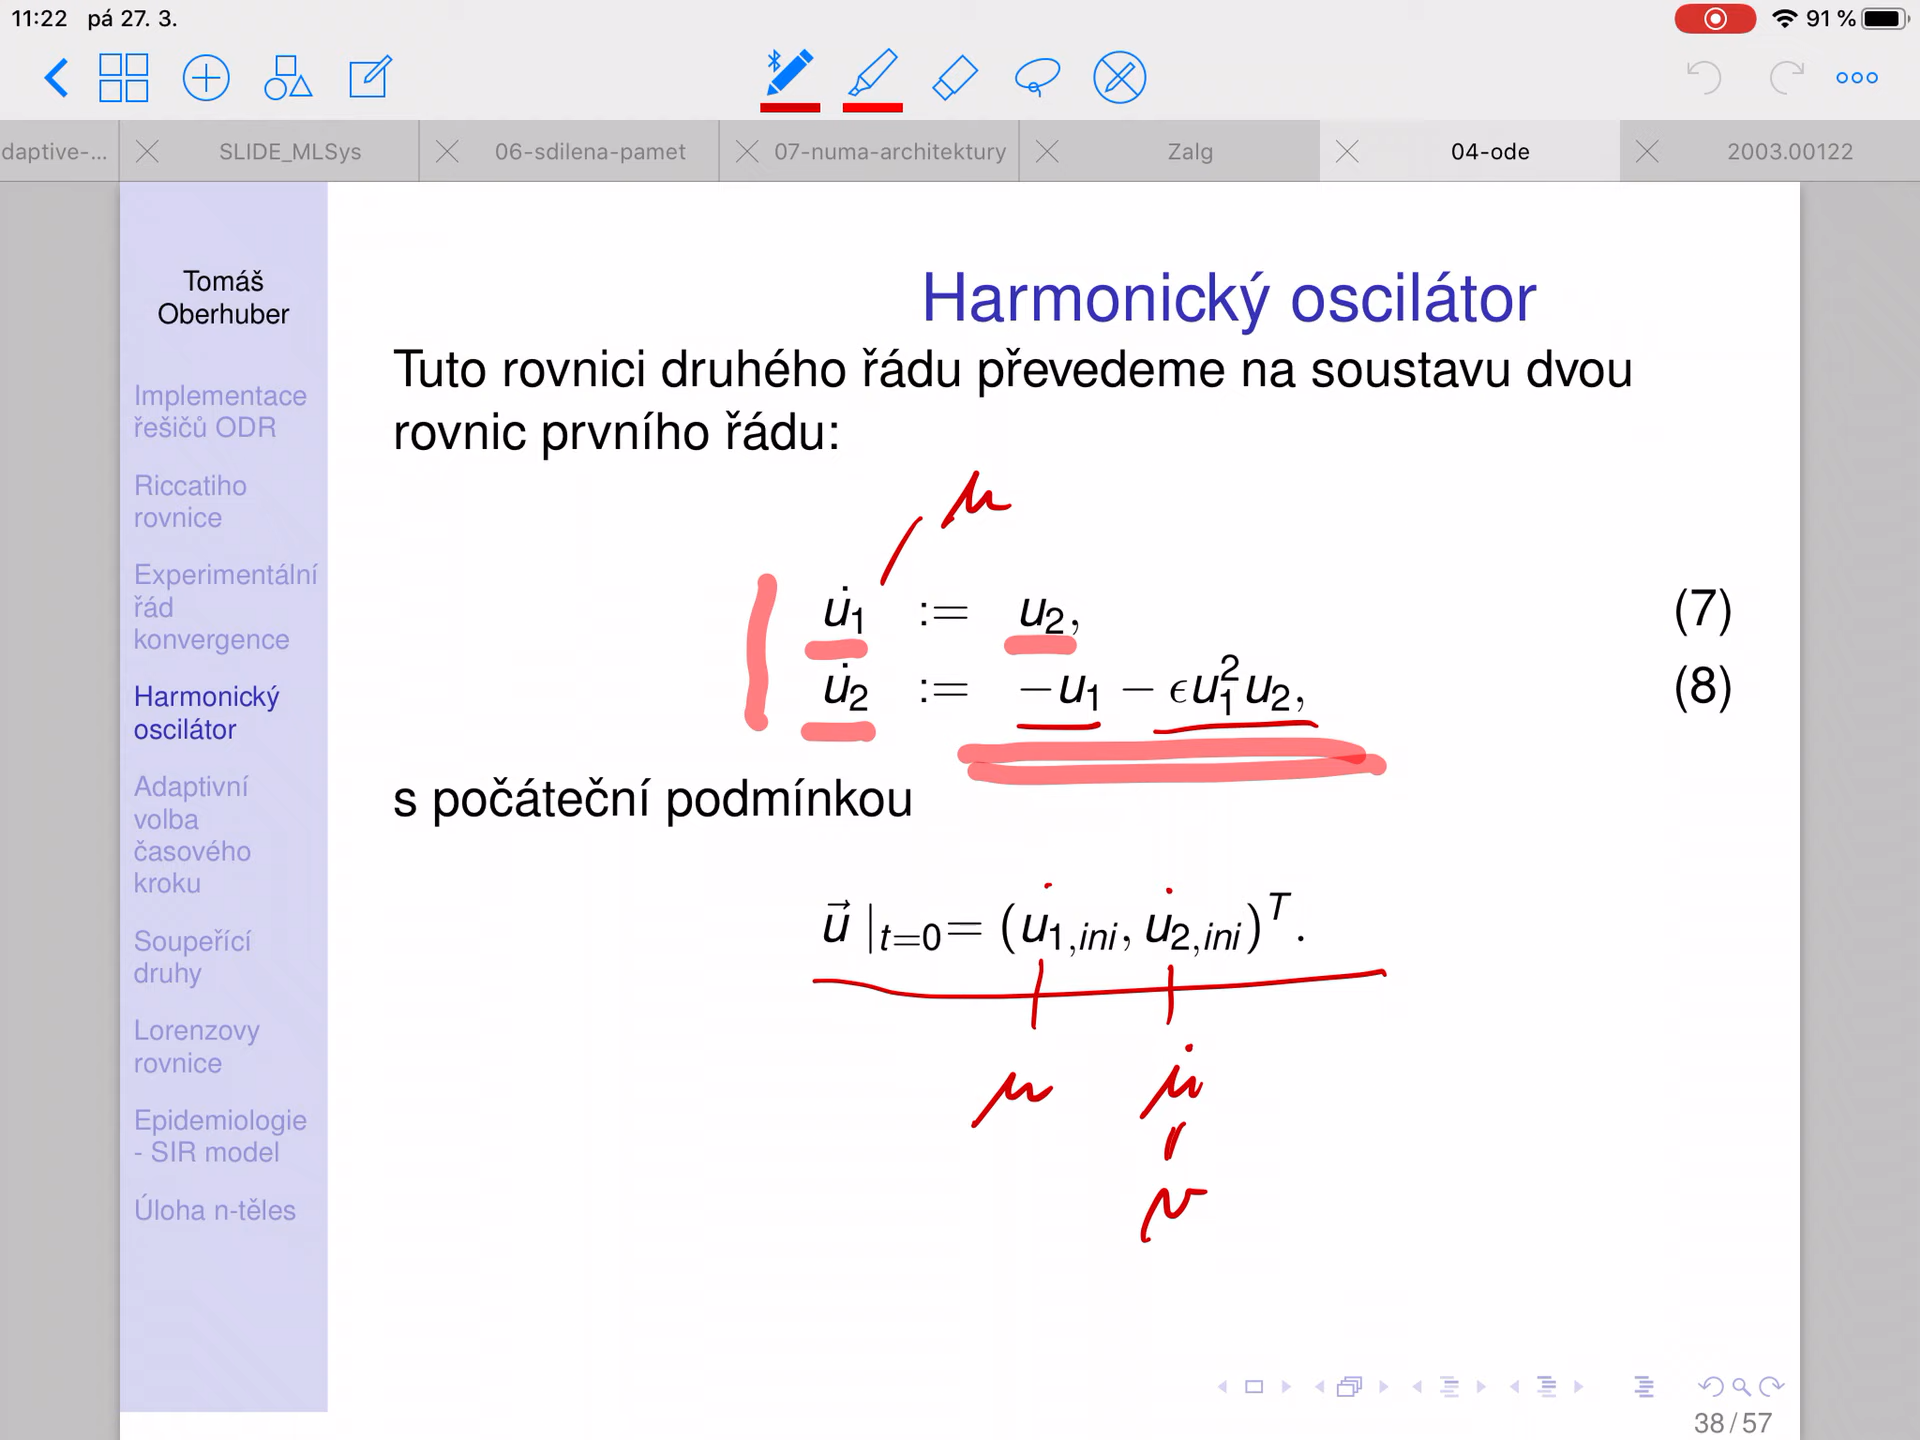 11:22 pá 27. 3.
91 %
daptive-...
SLIDE_MLSys
06-sdilena-pamet
07-numa-architektury
Zalg
04-ode
2003.00122
Tomáš
Oberhuber
Implementace
řešičů ODR
Riccatiho
rovnice
Experimentální
řád
konvergence
Harmonický
oscilátor
Adaptivní
volba
časového
kroku
Soupeřící
druhy
Lorenzovy
rovnice
Epidemiologie
- SIR model
Úloha n-těles
Harmonický oscilátor
Tuto rovnici druhého řádu převedeme na soustavu dvou
rovnic prvního řádu:
u
u̇₁ := u₂, (7)
u̇₂ := −u₁ − ϵu₁²u₂, (8)
s počáteční podmínkou
u⃗ |ₜ₌₀= (u₁,ᵢₙᵢ, u₂,ᵢₙᵢ)ᵀ.
u u̇
v
38 / 57